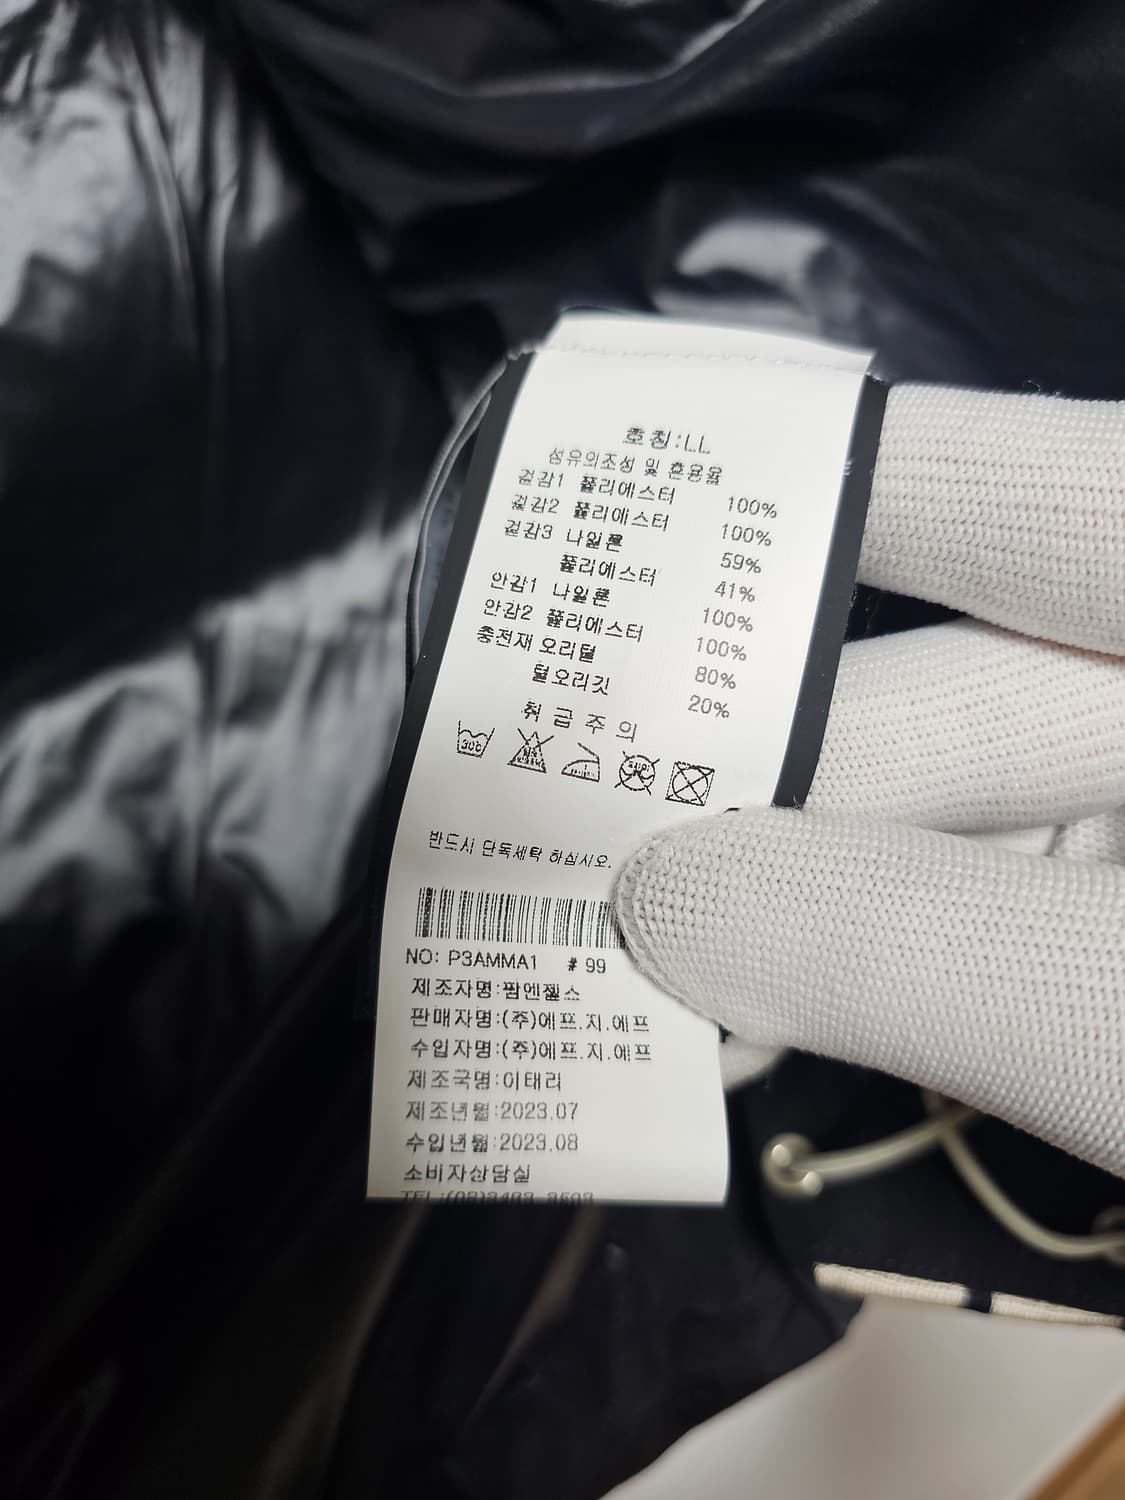 호칭:LL
섬유의조성 및 혼용율
겉감1 폴리에스터 100%
겉감2 폴리에스터 100%
겉감3 나일론 59%
폴리에스터 41%
안감1 나일론 100%
안감2 폴리에스터 100%
충전재 오리털 80%
털오리깃 20%
취급주의
반드시 단독세탁 하십시오.
NO: P3AMMA1 # 99
제조자명:팜엔젤스
판매자명:(주)에프.지.에프
수입자명:(주)에프.지.에프
제조국명:이태리
제조년월:2023.07
수입년월:2023.08
소비자상담실